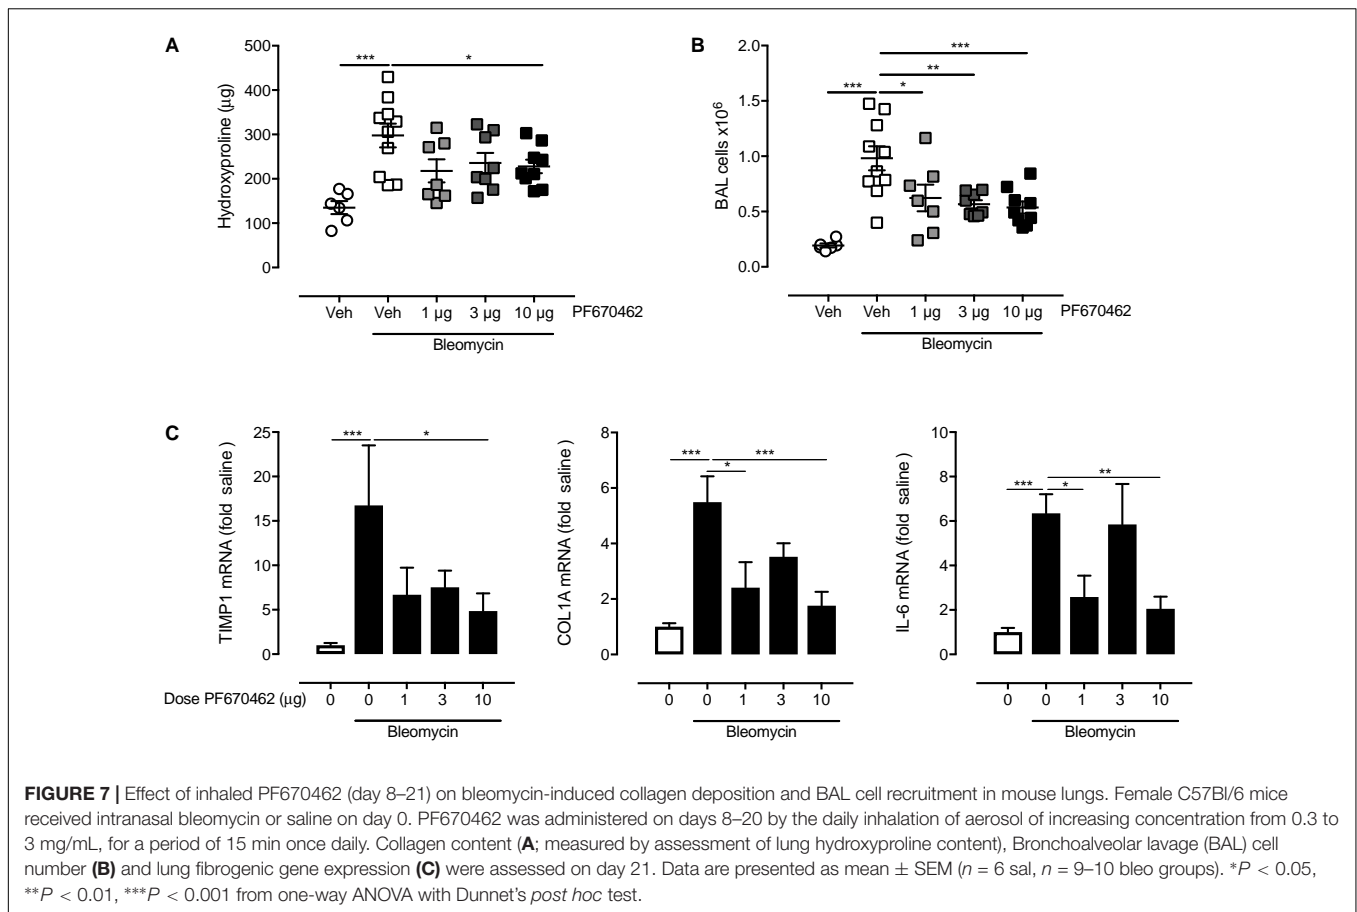 A
Hydroxyproline (μg)
500
400
300
200
100
0
***
*
Veh Veh 1 μg 3 μg 10 μg PF670462
Bleomycin
B
BAL cells x10⁶
2.0
1.5
1.0
0.5
0.0
***
**
***
*
Veh Veh 1 μg 3 μg 10 μg PF670462
Bleomycin
C
TIMP1 mRNA (fold saline )
25
20
15
10
5
0
***
*
Dose PF670462 (μg) 0 0 1 3 10
Bleomycin
COL1A mRNA (fold saline )
8
6
4
2
0
***
***
*
0 0 1 3 10
Bleomycin
IL-6 mRNA (fold saline )
10
8
6
4
2
0
**
***
*
0 0 1 3 10
Bleomycin
FIGURE 7 | Effect of inhaled PF670462 (day 8–21) on bleomycin-induced collagen deposition and BAL cell recruitment in mouse lungs. Female C57Bl/6 mice
received intranasal bleomycin or saline on day 0. PF670462 was administered on days 8–20 by the daily inhalation of aerosol of increasing concentration from 0.3 to
3 mg/mL, for a period of 15 min once daily. Collagen content (A; measured by assessment of lung hydroxyproline content), Bronchoalveolar lavage (BAL) cell
number (B) and lung fibrogenic gene expression (C) were assessed on day 21. Data are presented as mean ± SEM (n = 6 sal, n = 9–10 bleo groups). *P < 0.05,
**P < 0.01, ***P < 0.001 from one-way ANOVA with Dunnet's post hoc test.